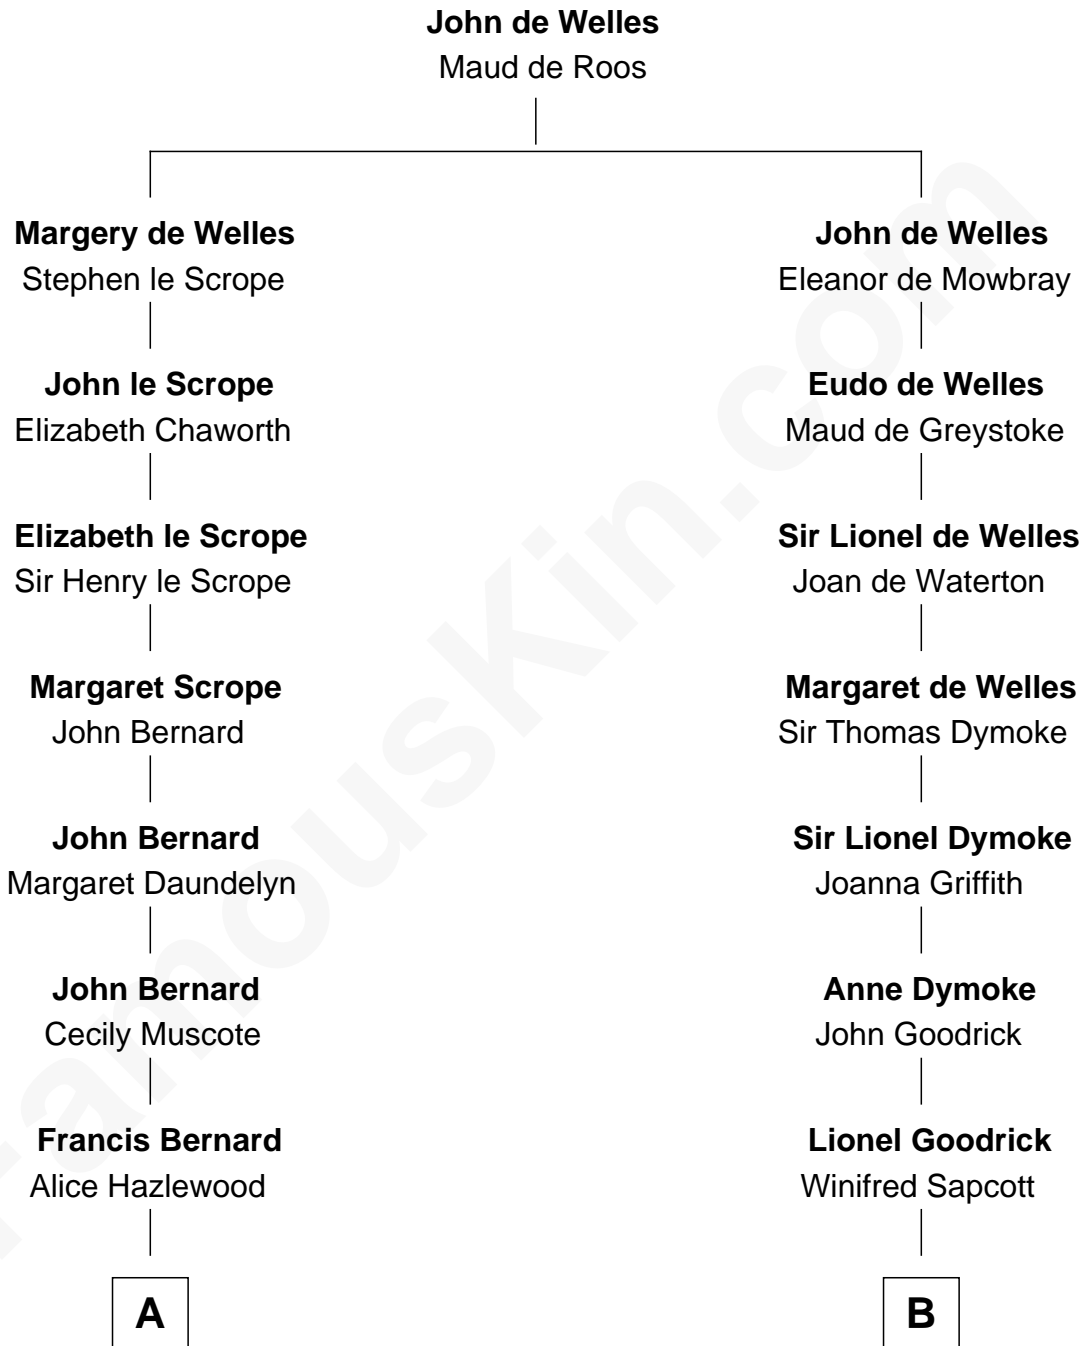 John de Welles
Maud de Roos
Margery de Welles
Stephen le Scrope
John de Welles
Eleanor de Mowbray
John le Scrope
Elizabeth Chaworth
Eudo de Welles
Maud de Greystoke
Elizabeth le Scrope
Sir Henry le Scrope
Sir Lionel de Welles
Joan de Waterton
Margaret Scrope
John Bernard
Margaret de Welles
Sir Thomas Dymoke
John Bernard
Margaret Daundelyn
Sir Lionel Dymoke
Joanna Griffith
John Bernard
Cecily Muscote
Anne Dymoke
John Goodrick
Francis Bernard
Alice Hazlewood
Lionel Goodrick
Winifred Sapcott
A
B
FamousKin.com